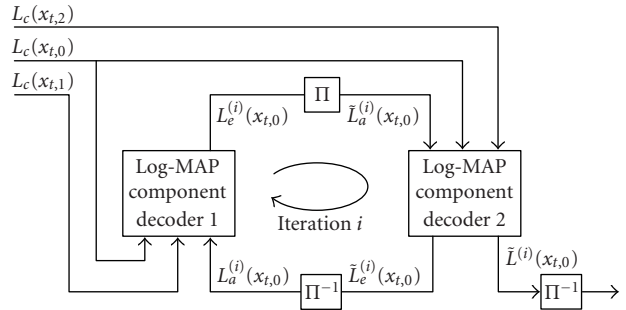 L_c(x_{t,2})
L_c(x_{t,0})
L_c(x_{t,1})
L_e^{(i)}(x_{t,0})
Π
L̃_a^{(i)}(x_{t,0})
Log-MAP
component
decoder 1
Iteration i
Log-MAP
component
decoder 2
L_a^{(i)}(x_{t,0})
Π^{-1}
L̃_e^{(i)}(x_{t,0})
L̃^{(i)}(x_{t,0})
Π^{-1}